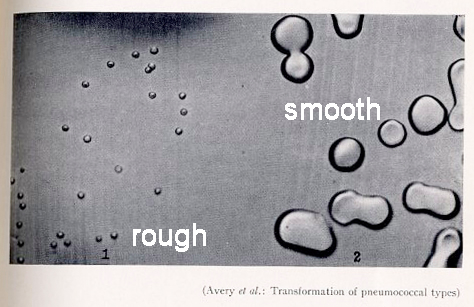 smooth
rough
1
2
(Avery et al.: Transformation of pneumococcal types)